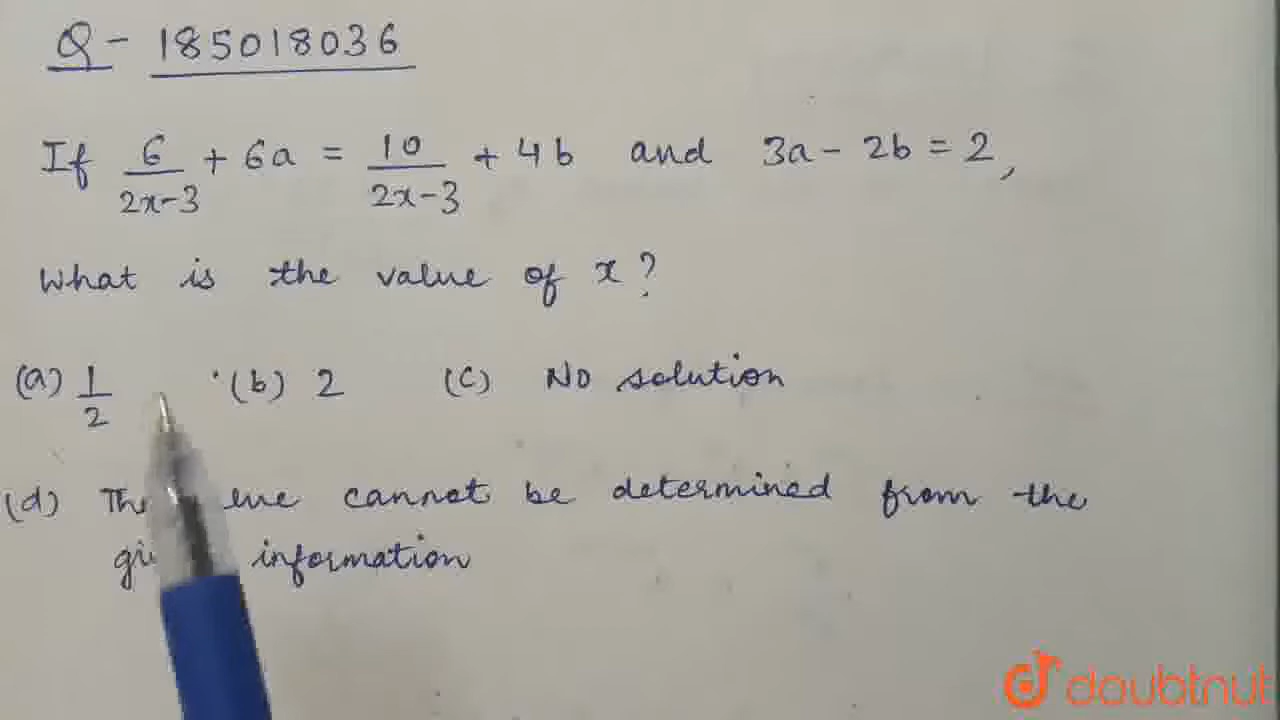 Q - 185018036
If 6/(2x-3) + 6a = 10/(2x-3) + 4b and 3a - 2b = 2,
What is the value of x?
(a) 1/2 (b) 2 (c) No solution
(d) cannot be determined from the
information
doubtnut